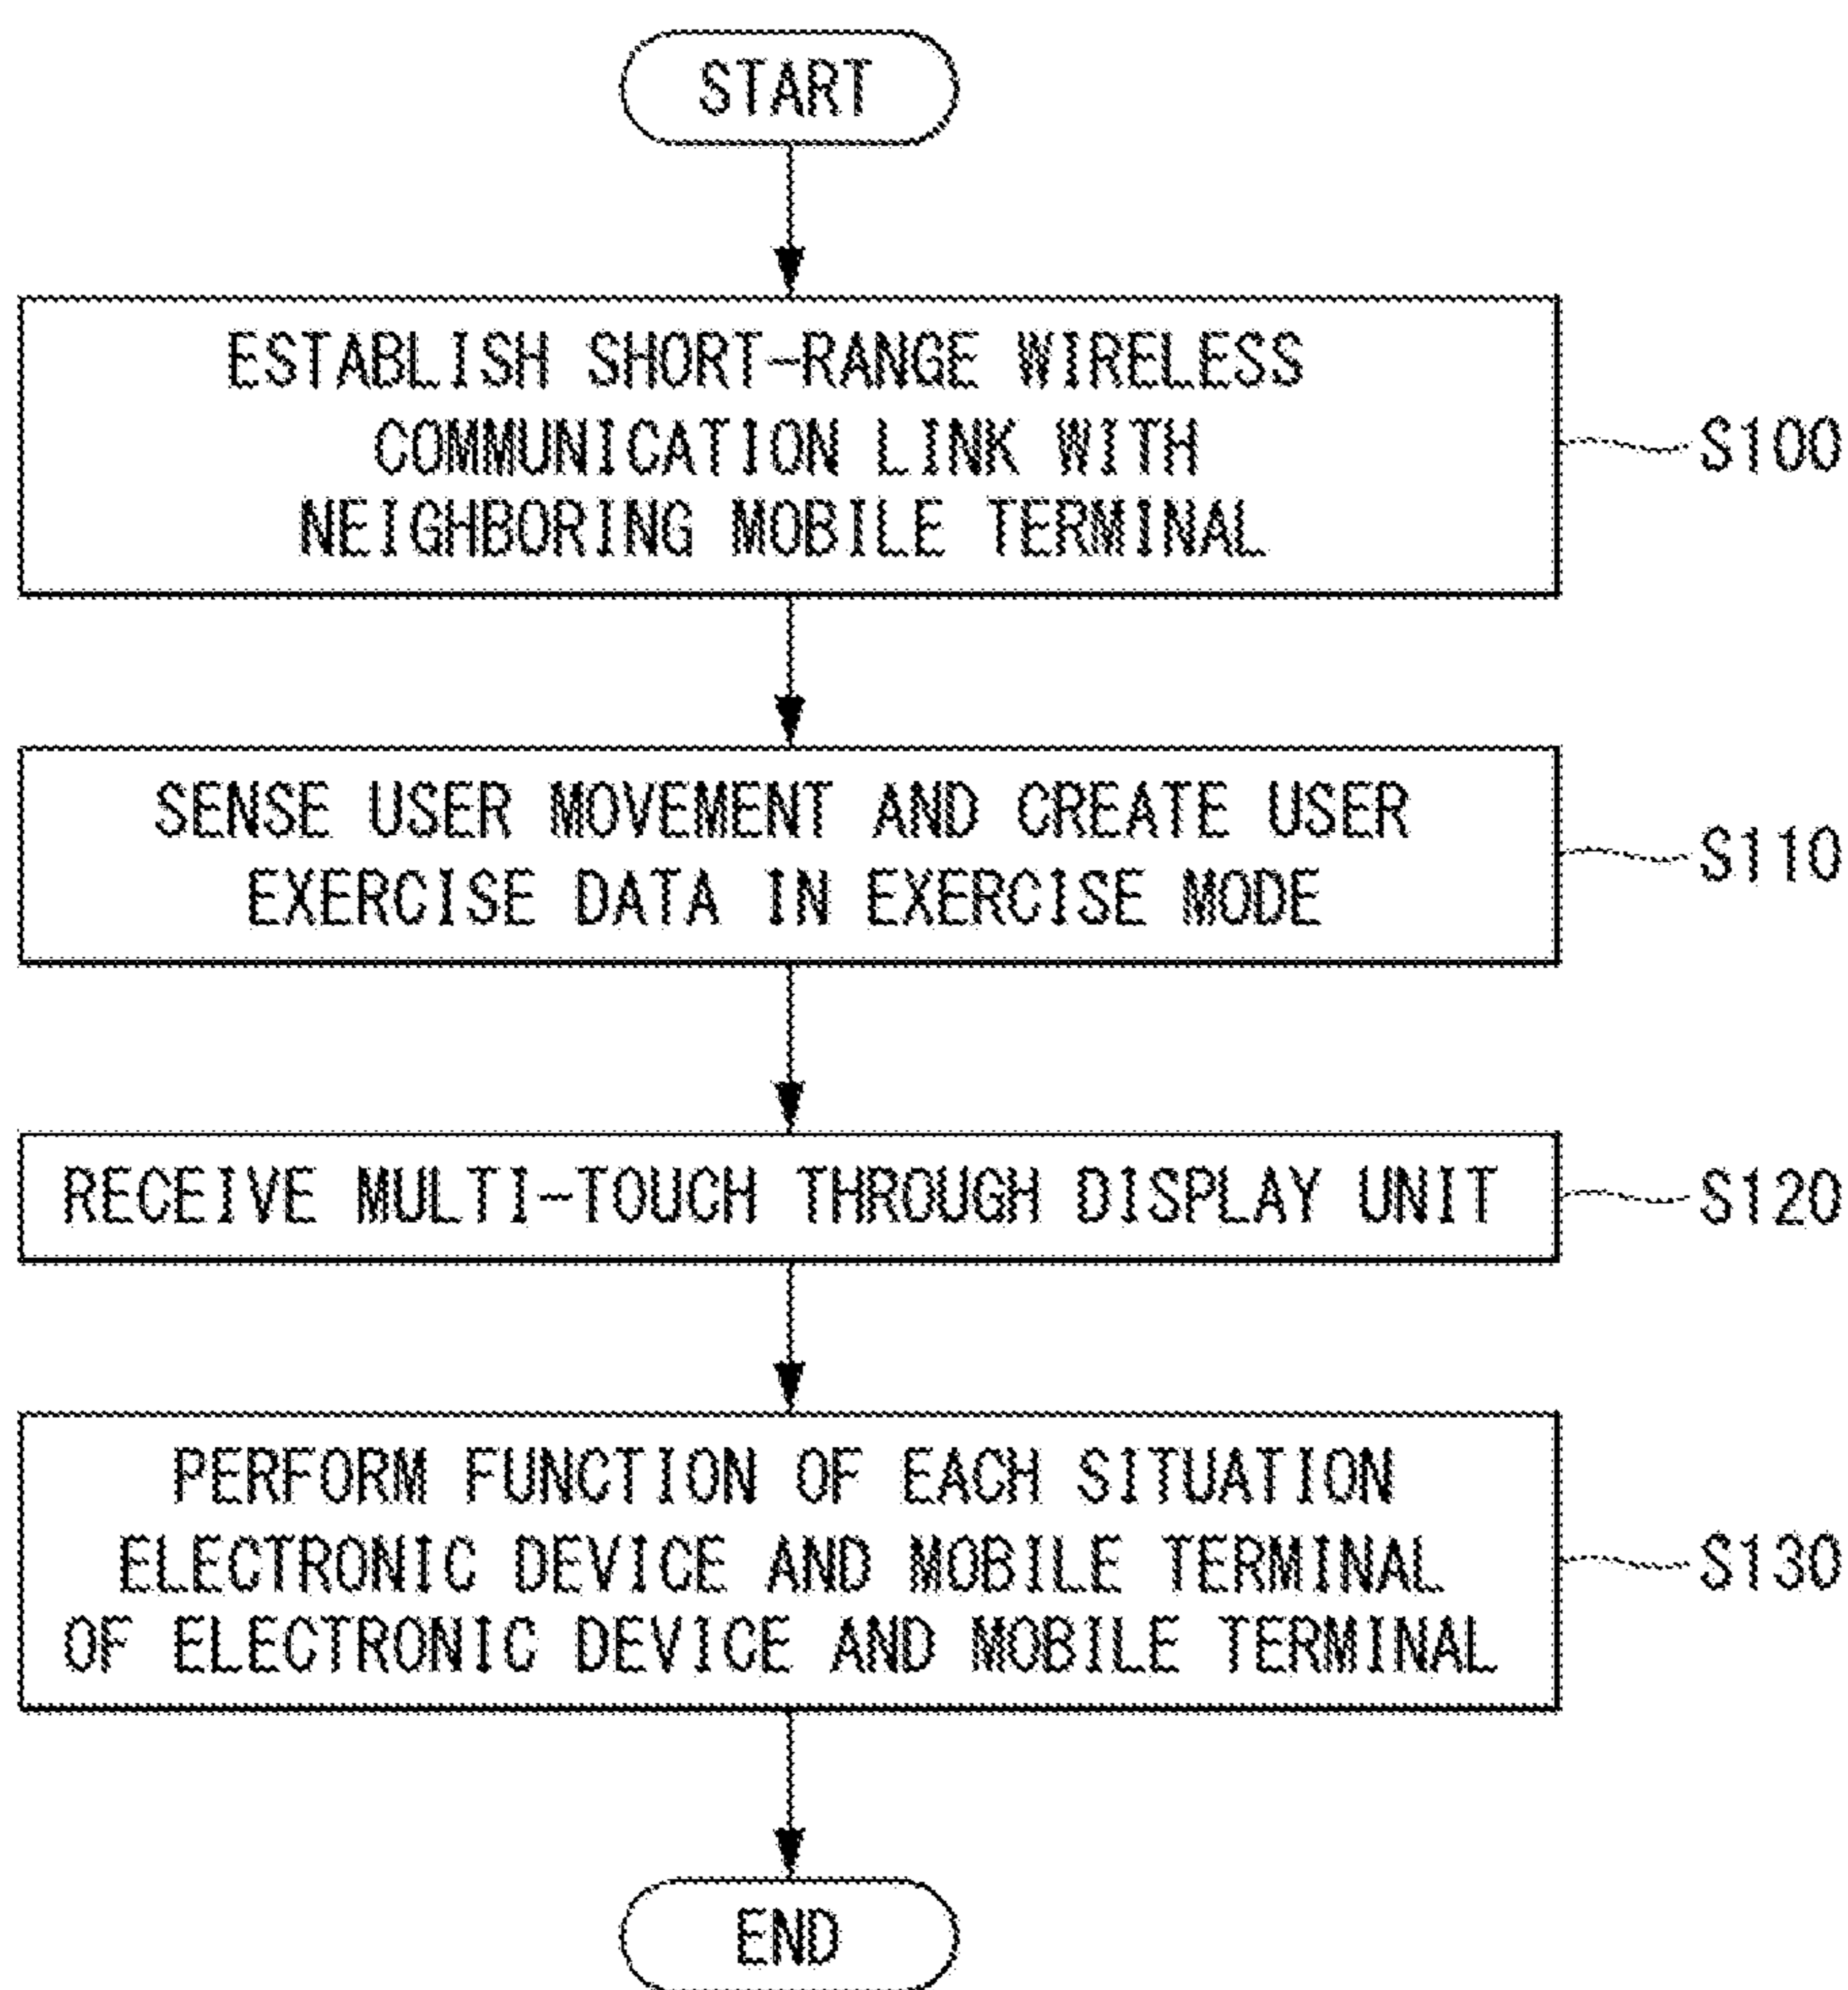 START
ESTABLISH SHORT-RANGE WIRELESS
COMMUNICATION LINK WITH
NEIGHBORING MOBILE TERMINAL
S100
SENSE USER MOVEMENT AND CREATE USER
EXERCISE DATA IN EXERCISE MODE
S110
RECEIVE MULTI-TOUCH THROUGH DISPLAY UNIT
S120
PERFORM FUNCTION OF EACH SITUATION
ELECTRONIC DEVICE AND MOBILE TERMINAL
OF ELECTRONIC DEVICE AND MOBILE TERMINAL
S130
END